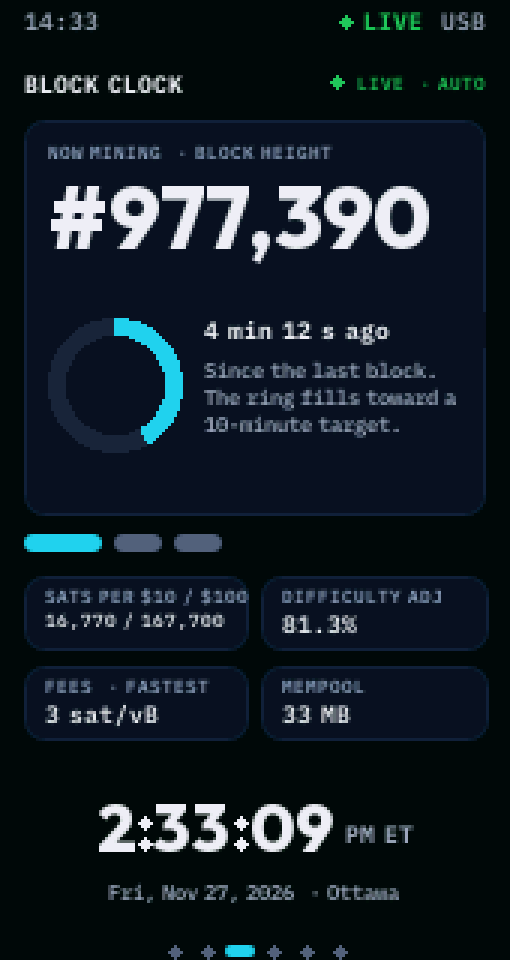 14:33 LIVE USB
BLOCK CLOCK LIVE · AUTO
NOW MINING · BLOCK HEIGHT
#977,390
4 min 12 s ago
Since the last block.
The ring fills toward a
10-minute target.
SATS PER $10 / $100
16,770 / 167,700
DIFFICULTY ADJ
81.3%
FEES · FASTEST
3 sat/vB
MEMPOOL
33 MB
2:33:09 PM ET
Fri, Nov 27, 2026 · Ottawa